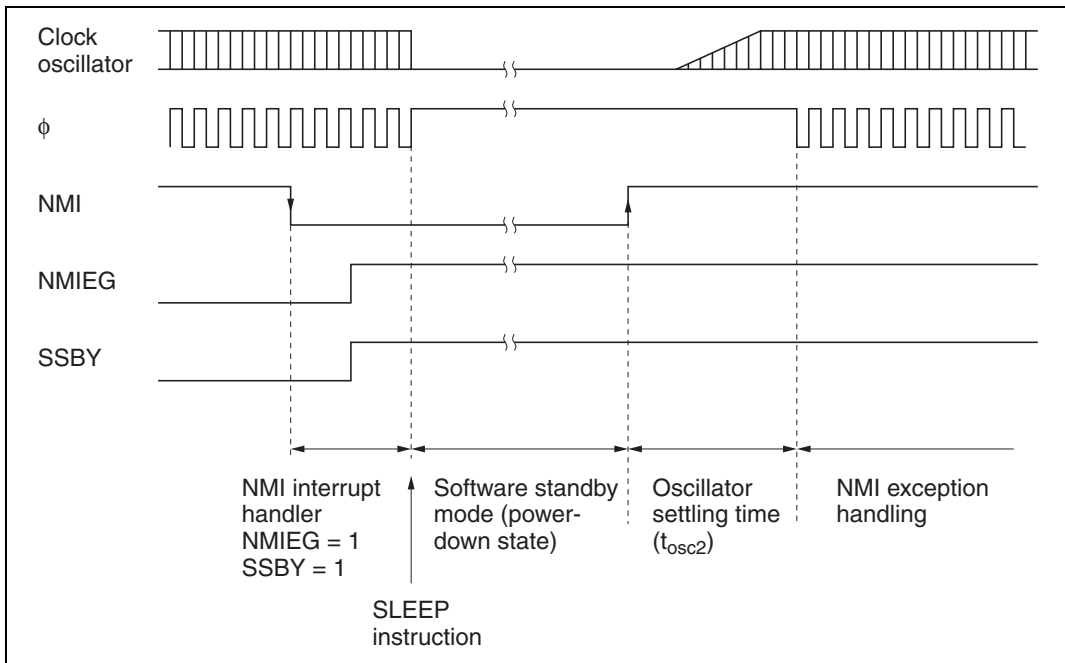 Clock
oscillator
φ
NMI
NMIEG
SSBY
NMI interrupt
handler
NMIEG = 1
SSBY = 1
SLEEP
instruction
Software standby
mode (power-
down state)
Oscillator
settling time
(tosc2)
NMI exception
handling